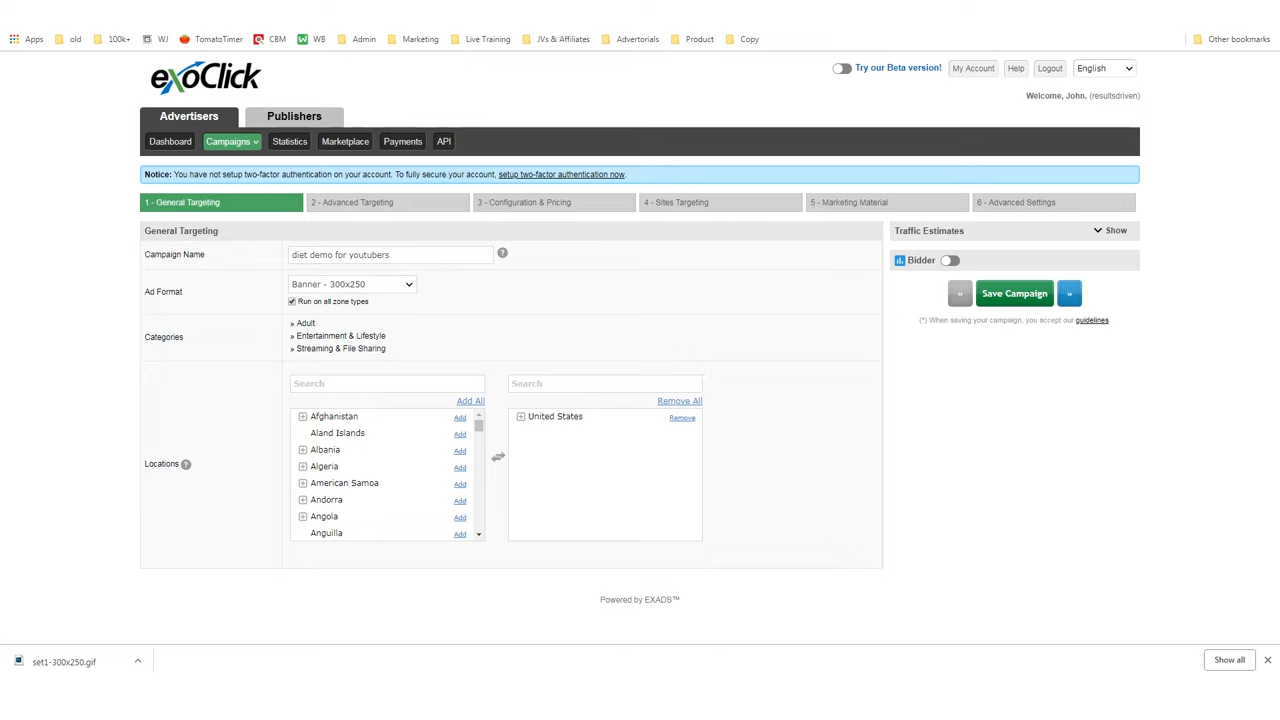 Apps old 100k+ WJ TomatoTimer CBM WB Admin Marketing Live Training JVs & Affiliates Advertorials Product Copy Other bookmarks
exoClick
Try our Beta version! My Account Help Logout English
Welcome, John. (resultsdriven)
Advertisers Publishers
Dashboard Campaigns Statistics Marketplace Payments API
Notice: You have not setup two-factor authentication on your account. To fully secure your account, setup two-factor authentication now.
1 - General Targeting 2 - Advanced Targeting 3 - Configuration & Pricing 4 - Sites Targeting 5 - Marketing Material 6 - Advanced Settings
General Targeting
Campaign Name diet demo for youtubers ?
Ad Format Banner - 300x250
Run on all zone types
Categories
» Adult
» Entertainment & Lifestyle
» Streaming & File Sharing
Locations ?
Search
Add All
Afghanistan Add
Aland Islands Add
Albania Add
Algeria Add
American Samoa Add
Andorra Add
Angola Add
Anguilla Add
Search
Remove All
United States Remove
Traffic Estimates Show
Bidder
« Save Campaign »
(*) When saving your campaign, you accept our guidelines.
Powered by EXADS™
set1-300x250.gif Show all